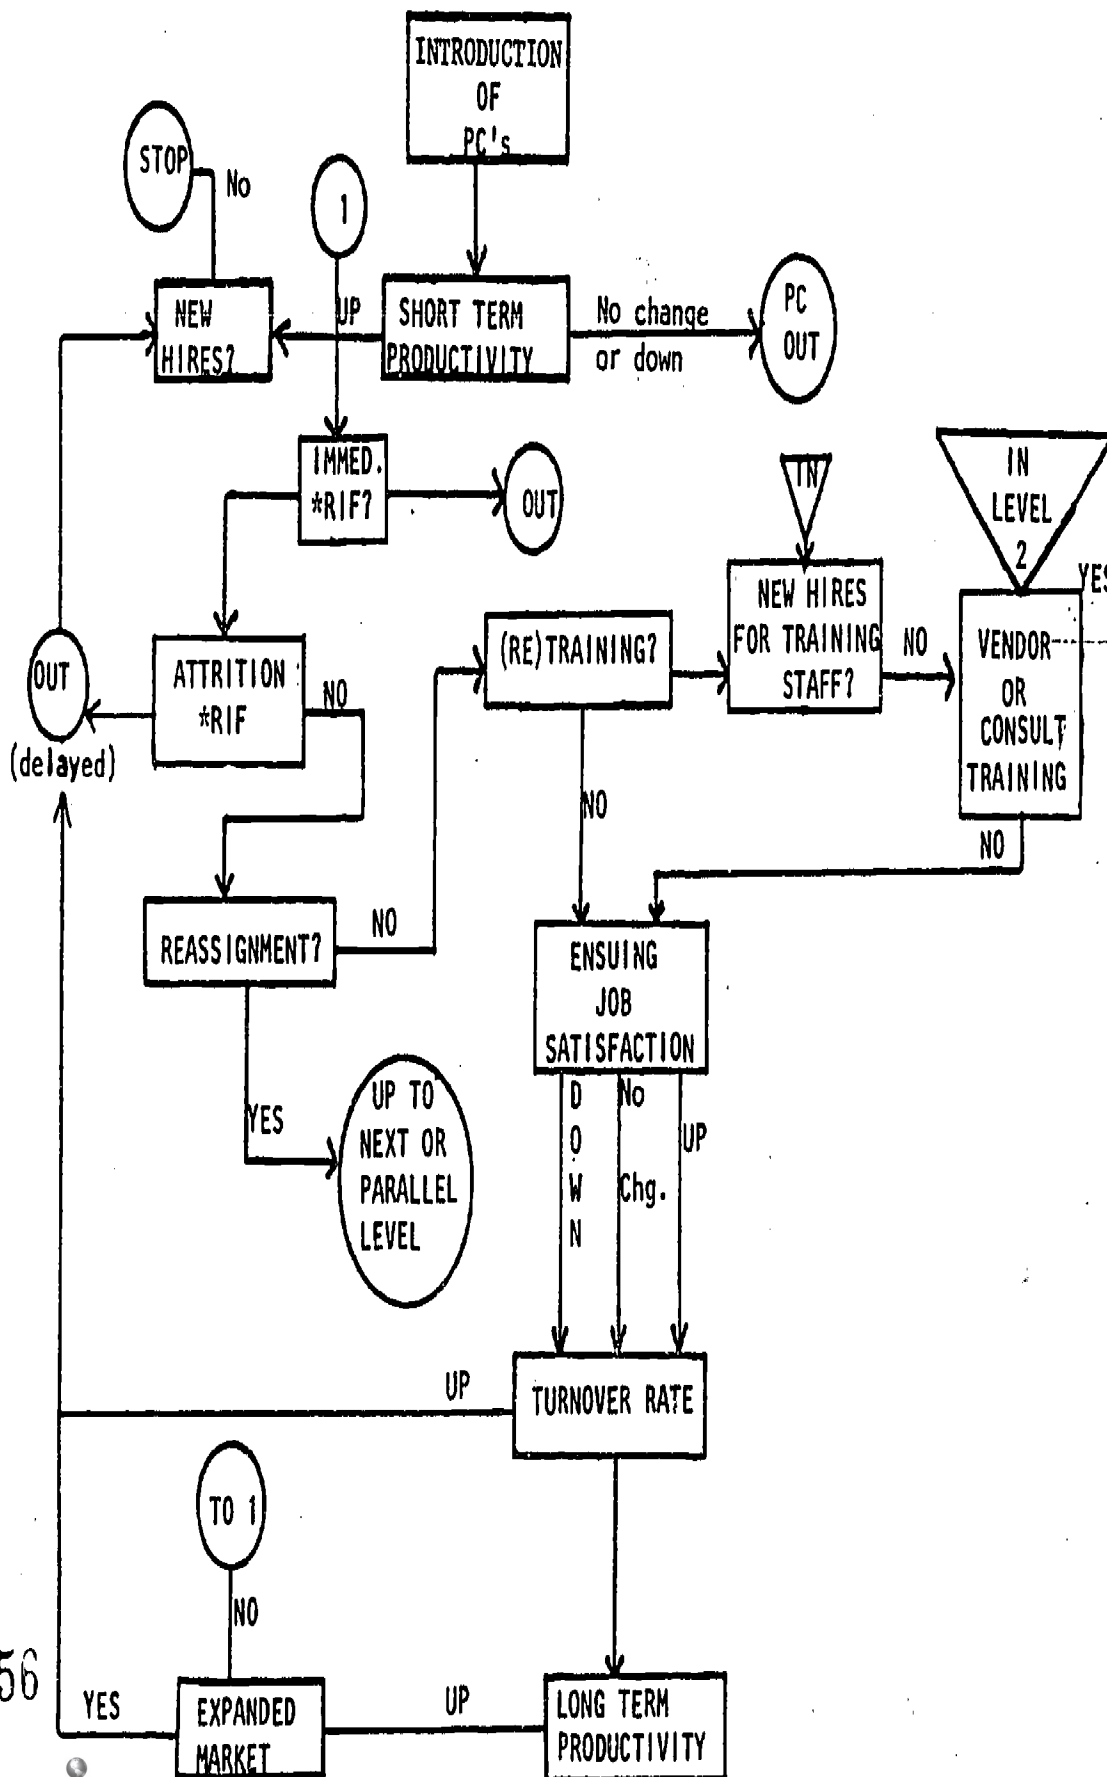 INTRODUCTION
OF
PC's
STOP
No
1
NEW
HIRES?
UP
SHORT TERM
PRODUCTIVITY
No change
or down
PC
OUT
IMMED.
*RIF?
OUT
IN
IN
LEVEL
2
YES
OUT
(delayed)
ATTRITION
*RIF
NO
(RE)TRAINING?
NEW HIRES
FOR TRAINING
STAFF?
NO
VENDOR
OR
CONSULT
TRAINING
NO
NO
REASSIGNMENT?
NO
ENSUING
JOB
SATISFACTION
YES
UP TO
NEXT OR
PARALLEL
LEVEL
DOWN
No
Chg.
UP
UP
TURNOVER RATE
TO 1
NO
56
YES
EXPANDED
MARKET
UP
LONG TERM
PRODUCTIVITY